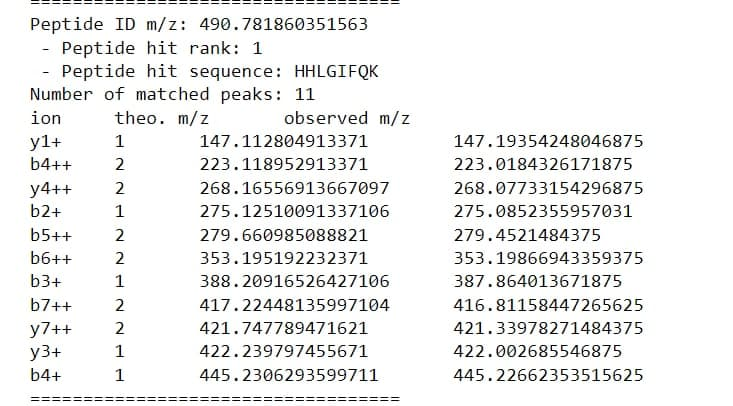 ====================================
Peptide ID m/z: 490.781860351563
 - Peptide hit rank: 1
 - Peptide hit sequence: HHLGIFQK
Number of matched peaks: 11
ion	theo. m/z	observed m/z
y1+	1	147.112804913371	147.19354248046875
b4++	2	223.118952913371	223.0184326171875
y4++	2	268.16556913667097	268.07733154296875
b2+	1	275.12510091337106	275.0852355957031
b5++	2	279.660985088821	279.4521484375
b6++	2	353.195192232371	353.19866943359375
b3+	1	388.20916526427106	387.864013671875
b7++	2	417.22448135997104	416.81158447265625
y7++	2	421.747789471621	421.33978271484375
y3+	1	422.239797455671	422.002685546875
b4+	1	445.2306293599711	445.22662353515625
====================================